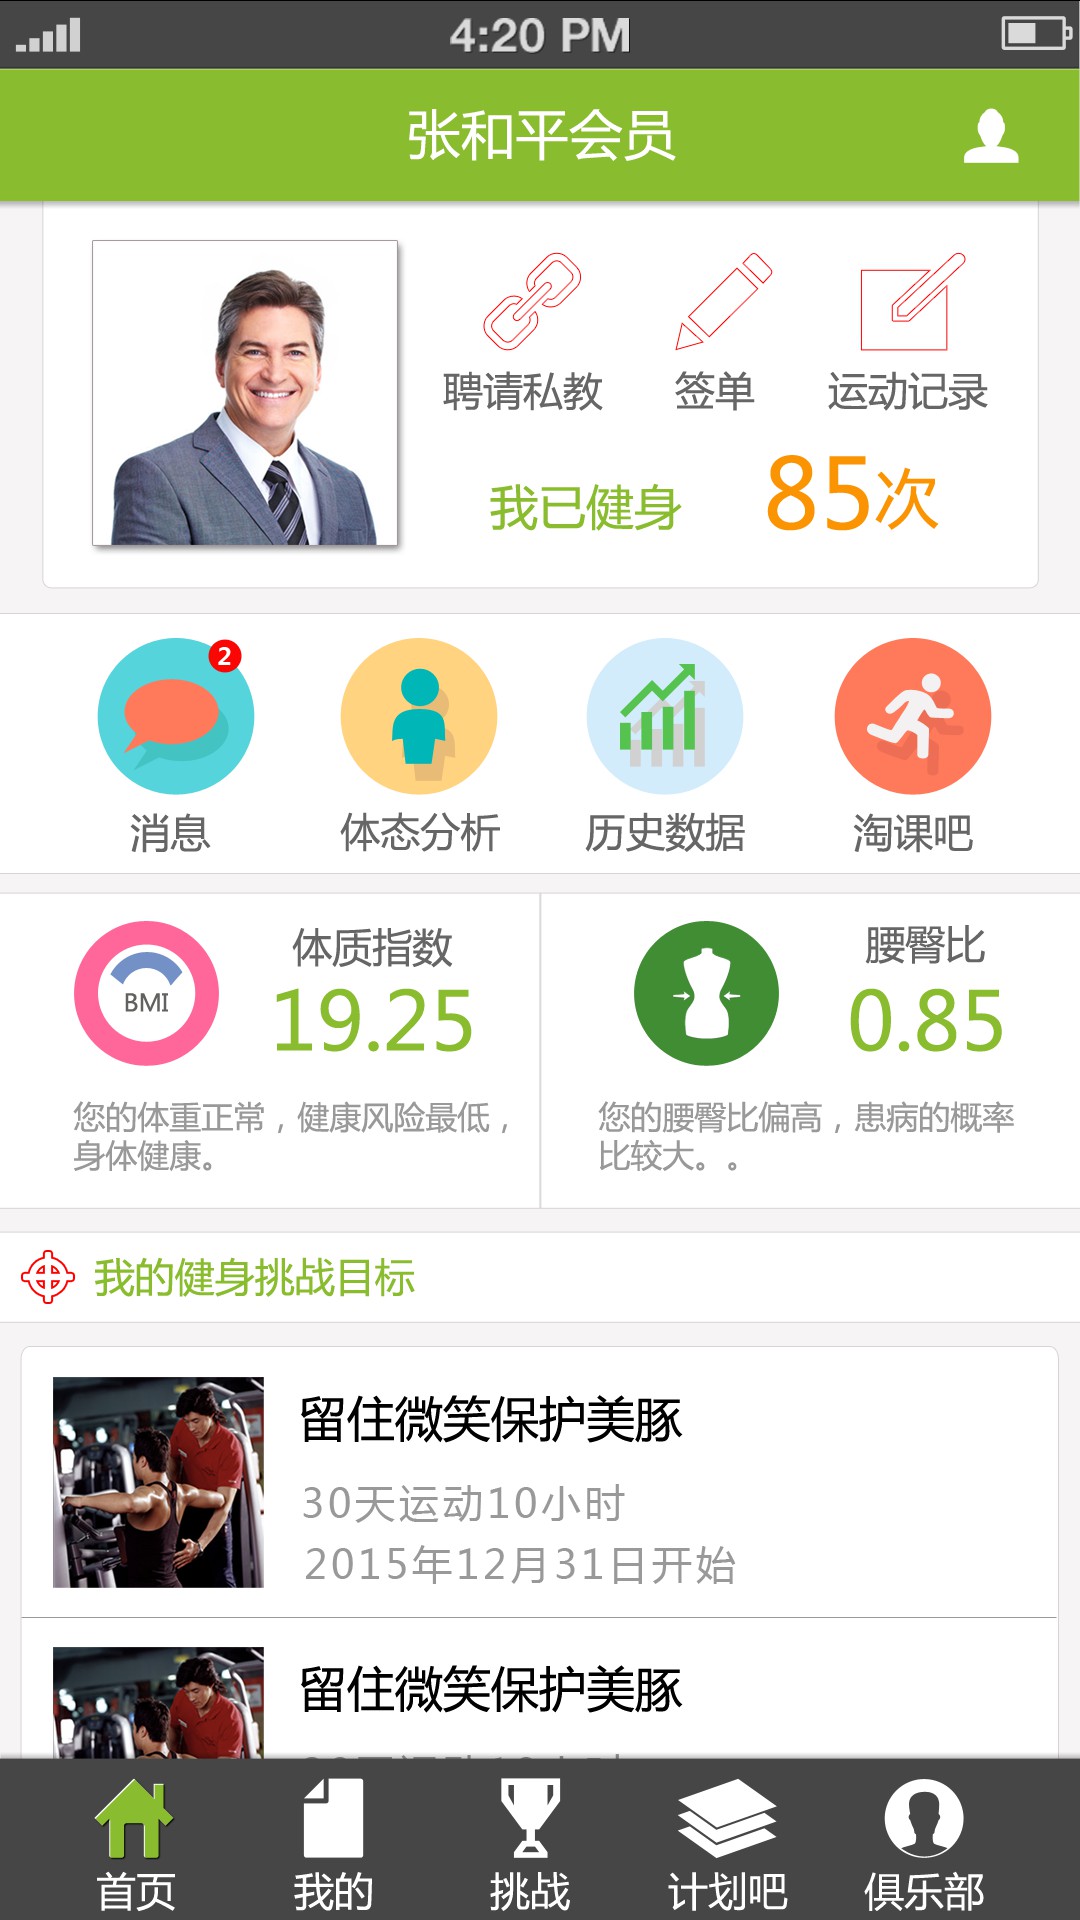 4:20 PM
张和平会员
聘请私教 签单 运动记录
我已健身 85次
2
消息 体态分析 历史数据 淘课吧
体质指数
BMI
19.25
您的体重正常，健康风险最低，
身体健康。
腰臀比
0.85
您的腰臀比偏高，患病的概率
比较大。。
我的健身挑战目标
留住微笑保护美豚
30天运动10小时
2015年12月31日开始
留住微笑保护美豚
首页 我的 挑战 计划吧 俱乐部